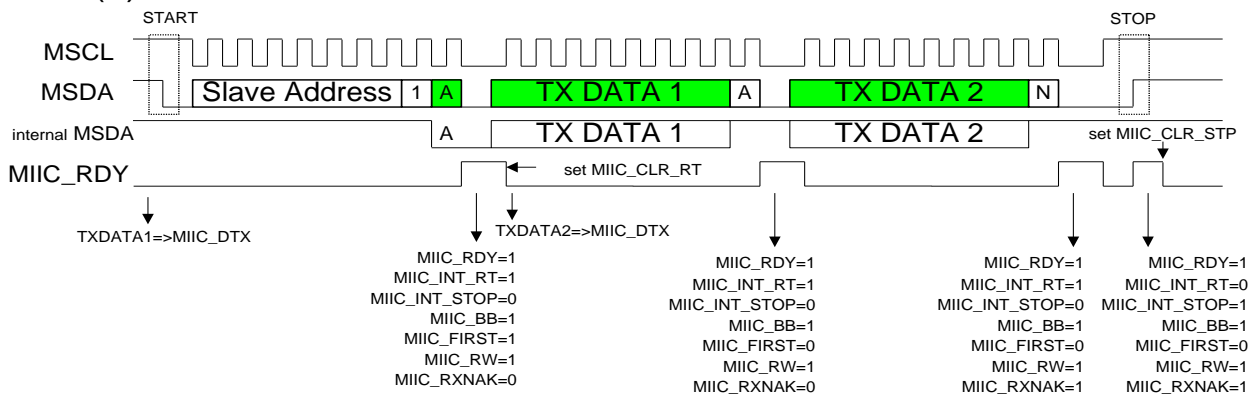 START
STOP
MSCL
MSDA
Slave Address
1
A
TX DATA 1
A
TX DATA 2
N
internal MSDA
A
TX DATA 1
TX DATA 2
set MIIC_CLR_STP
MIIC_RDY
set MIIC_CLR_RT
TXDATA1=>MIIC_DTX
TXDATA2=>MIIC_DTX
MIIC_RDY=1
MIIC_INT_RT=1
MIIC_INT_STOP=0
MIIC_BB=1
MIIC_FIRST=1
MIIC_RW=1
MIIC_RXNAK=0
MIIC_RDY=1
MIIC_INT_RT=1
MIIC_INT_STOP=0
MIIC_BB=1
MIIC_FIRST=0
MIIC_RW=1
MIIC_RXNAK=0
MIIC_RDY=1
MIIC_INT_RT=1
MIIC_INT_STOP=0
MIIC_BB=1
MIIC_FIRST=0
MIIC_RW=1
MIIC_RXNAK=1
MIIC_RDY=1
MIIC_INT_RT=0
MIIC_INT_STOP=1
MIIC_BB=1
MIIC_FIRST=0
MIIC_RW=1
MIIC_RXNAK=1